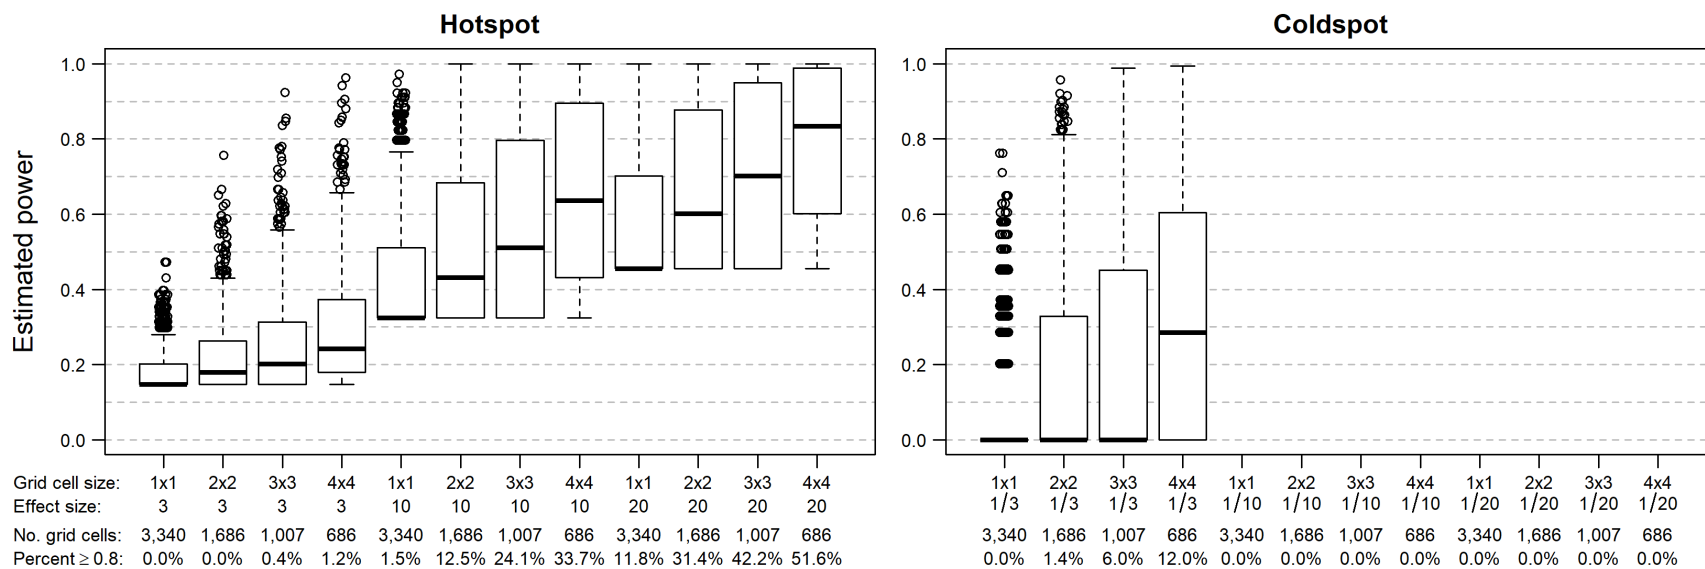 Hotspot
Coldspot
Estimated power
1.0
0.8
0.6
0.4
0.2
0.0
1.0
0.8
0.6
0.4
0.2
0.0
Grid cell size: 1x1 2x2 3x3 4x4 1x1 2x2 3x3 4x4 1x1 2x2 3x3 4x4
Effect size: 3 3 3 3 10 10 10 10 20 20 20 20
No. grid cells: 3,340 1,686 1,007 686 3,340 1,686 1,007 686 3,340 1,686 1,007 686
Percent ≥ 0.8: 0.0% 0.0% 0.4% 1.2% 1.5% 12.5% 24.1% 33.7% 11.8% 31.4% 42.2% 51.6%
1x1 2x2 3x3 4x4 1x1 2x2 3x3 4x4 1x1 2x2 3x3 4x4
1/3 1/3 1/3 1/3 1/10 1/10 1/10 1/10 1/20 1/20 1/20 1/20
3,340 1,686 1,007 686 3,340 1,686 1,007 686 3,340 1,686 1,007 686
0.0% 1.4% 6.0% 12.0% 0.0% 0.0% 0.0% 0.0% 0.0% 0.0% 0.0% 0.0%